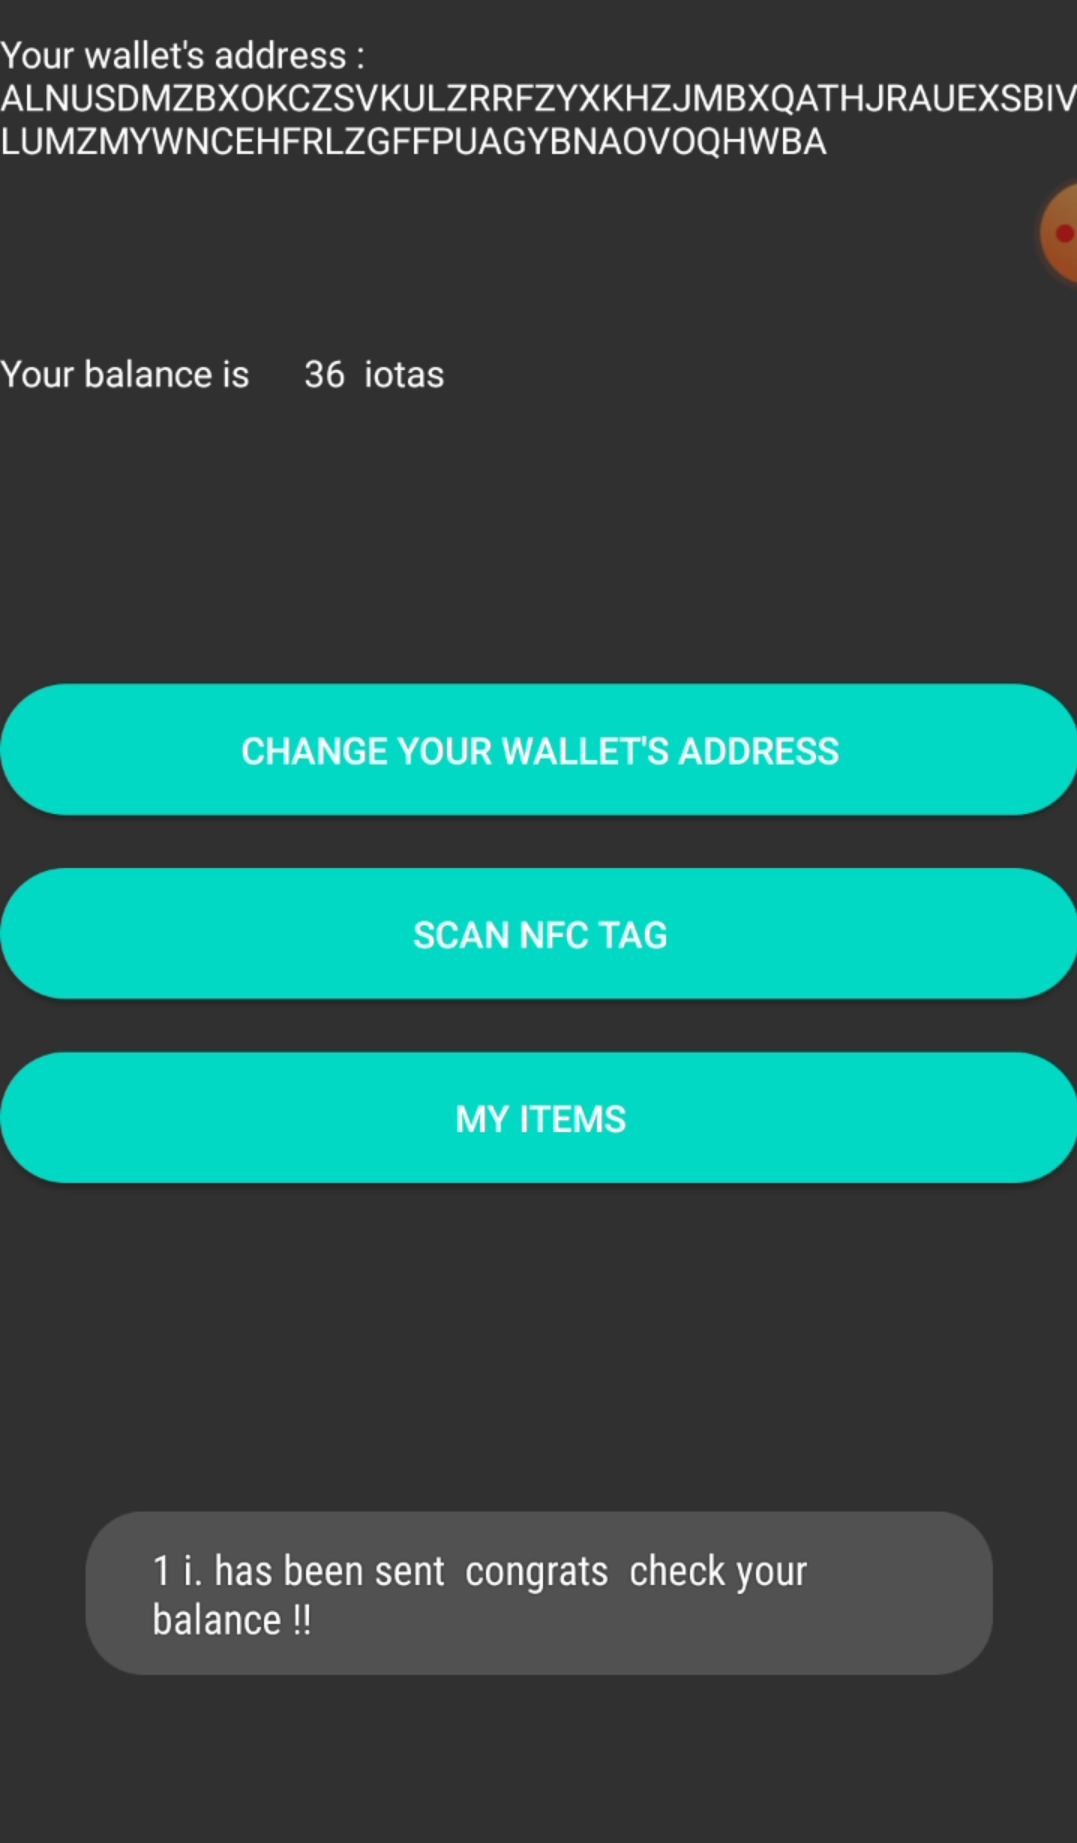 Your wallet's address :
ALNUSDMZBXOKCZSVKULZRRFZYXKHZJMBXQATHJRAUEXSBIV
LUMZMYWNCEHFRLZGFFPUAGYBNAOVOQHWBA
Your balance is 36 iotas
CHANGE YOUR WALLET'S ADDRESS
SCAN NFC TAG
MY ITEMS
1 i. has been sent congrats check your
balance !!